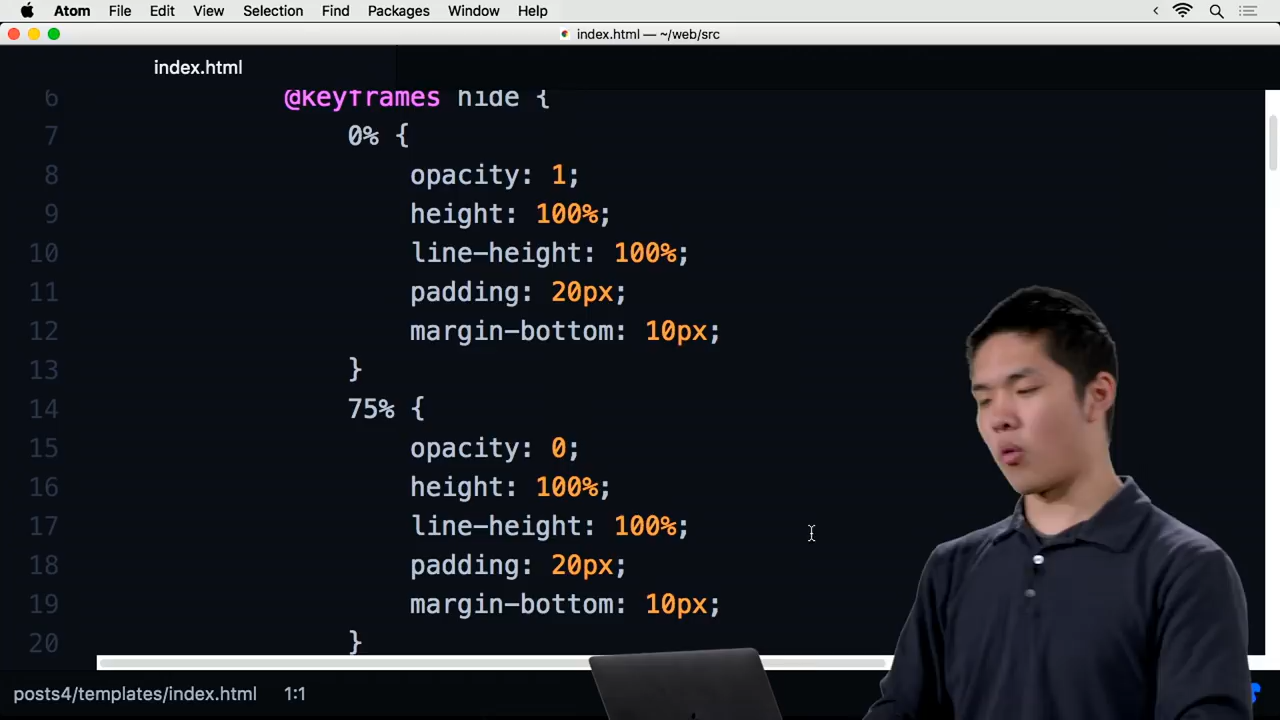 Atom File Edit View Selection Find Packages Window Help
index.html — ~/web/src
index.html
6 @keyframes hide {
7 0% {
8 opacity: 1;
9 height: 100%;
10 line-height: 100%;
11 padding: 20px;
12 margin-bottom: 10px;
13 }
14 75% {
15 opacity: 0;
16 height: 100%;
17 line-height: 100%;
18 padding: 20px;
19 margin-bottom: 10px;
20 }
posts4/templates/index.html 1:1